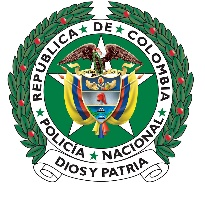 REPÚBLICA DE COLOMBIA
POLICÍA NACIONAL
DIOS Y PATRIA